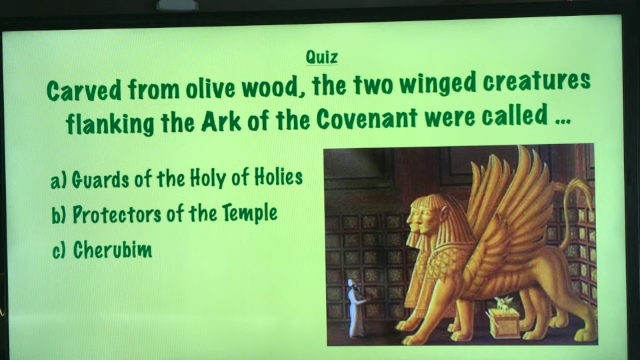 Quiz
Carved from olive wood, the two winged creatures
flanking the Ark of the Covenant were called ...
a) Guards of the Holy of Holies
b) Protectors of the Temple
c) Cherubim